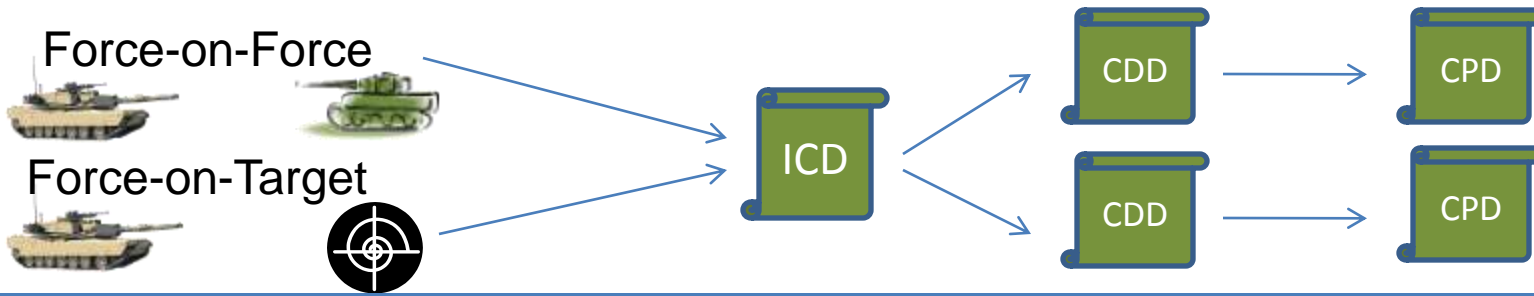 Force-on-Force
Force-on-Target
ICD
CDD
CPD
CDD
CPD